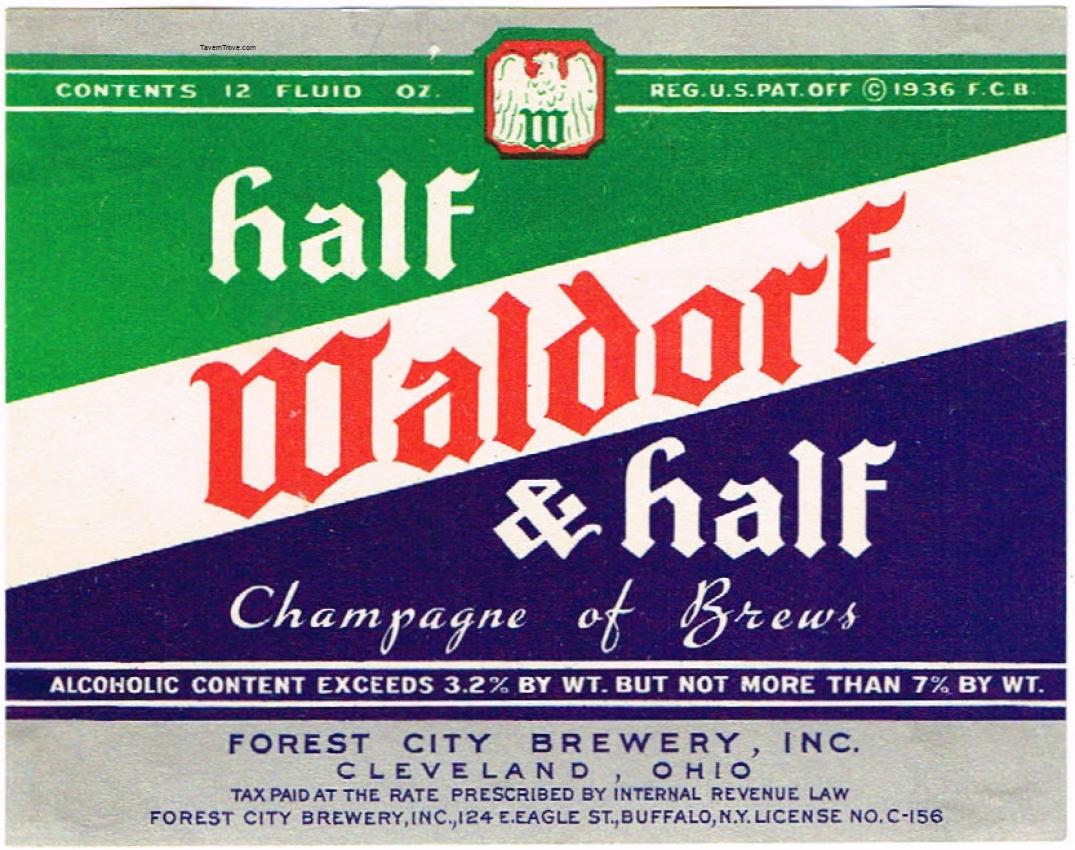 TavernTrove.com
CONTENTS 12 FLUID OZ.
REG.U.S.PAT.OFF ©1936 F.C.B.
W
half
Waldorf
& half
Champagne of Brews
ALCOHOLIC CONTENT EXCEEDS 3.2% BY WT. BUT NOT MORE THAN 7% BY WT.
FOREST CITY BREWERY, INC.
CLEVELAND, OHIO
TAX PAID AT THE RATE PRESCRIBED BY INTERNAL REVENUE LAW
FOREST CITY BREWERY,INC.,124 E.EAGLE ST.,BUFFALO,N.Y. LICENSE NO.C-156